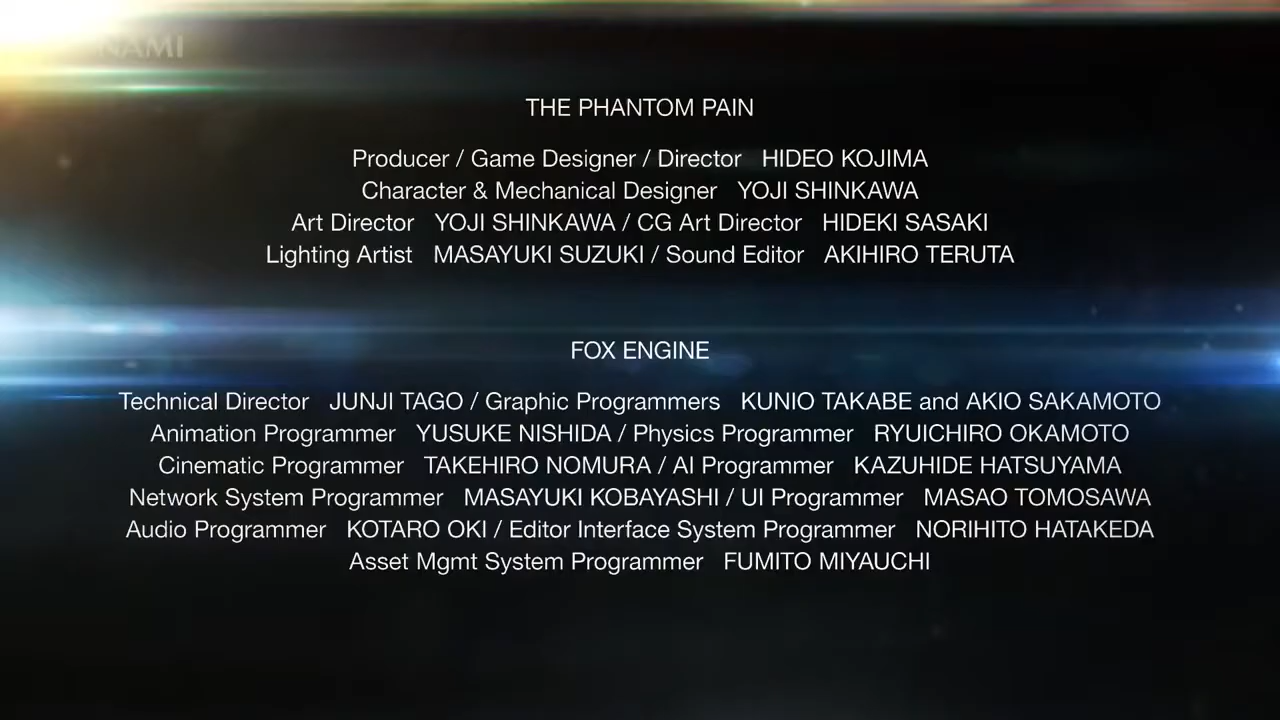 NAMI
THE PHANTOM PAIN
Producer / Game Designer / Director HIDEO KOJIMA
Character & Mechanical Designer YOJI SHINKAWA
Art Director YOJI SHINKAWA / CG Art Director HIDEKI SASAKI
Lighting Artist MASAYUKI SUZUKI / Sound Editor AKIHIRO TERUTA
FOX ENGINE
Technical Director JUNJI TAGO / Graphic Programmers KUNIO TAKABE and AKIO SAKAMOTO
Animation Programmer YUSUKE NISHIDA / Physics Programmer RYUICHIRO OKAMOTO
Cinematic Programmer TAKEHIRO NOMURA / AI Programmer KAZUHIDE HATSUYAMA
Network System Programmer MASAYUKI KOBAYASHI / UI Programmer MASAO TOMOSAWA
Audio Programmer KOTARO OKI / Editor Interface System Programmer NORIHITO HATAKEDA
Asset Mgmt System Programmer FUMITO MIYAUCHI